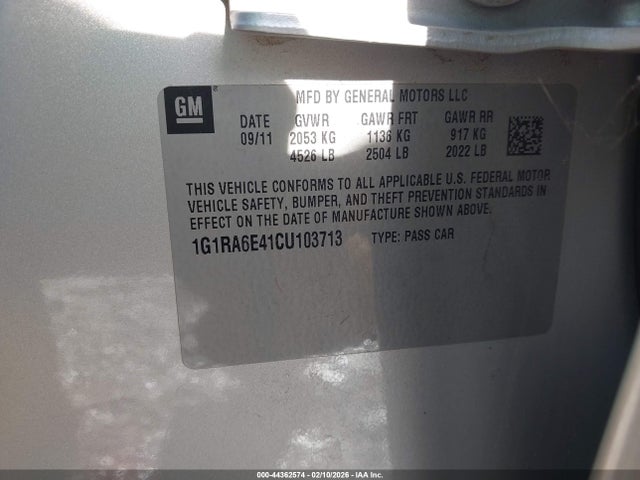 GM
MFD BY GENERAL MOTORS LLC
DATE GVWR GAWR FRT GAWR RR
09/11 2053 KG 1136 KG 917 KG
4526 LB 2504 LB 2022 LB
THIS VEHICLE CONFORMS TO ALL APPLICABLE U.S. FEDERAL MOTOR
VEHICLE SAFETY, BUMPER, AND THEFT PREVENTION STANDARDS IN
EFFECT ON THE DATE OF MANUFACTURE SHOWN ABOVE.
1G1RA6E41CU103713 TYPE: PASS CAR
000-44362574 - 02/10/2026 - IAA Inc.